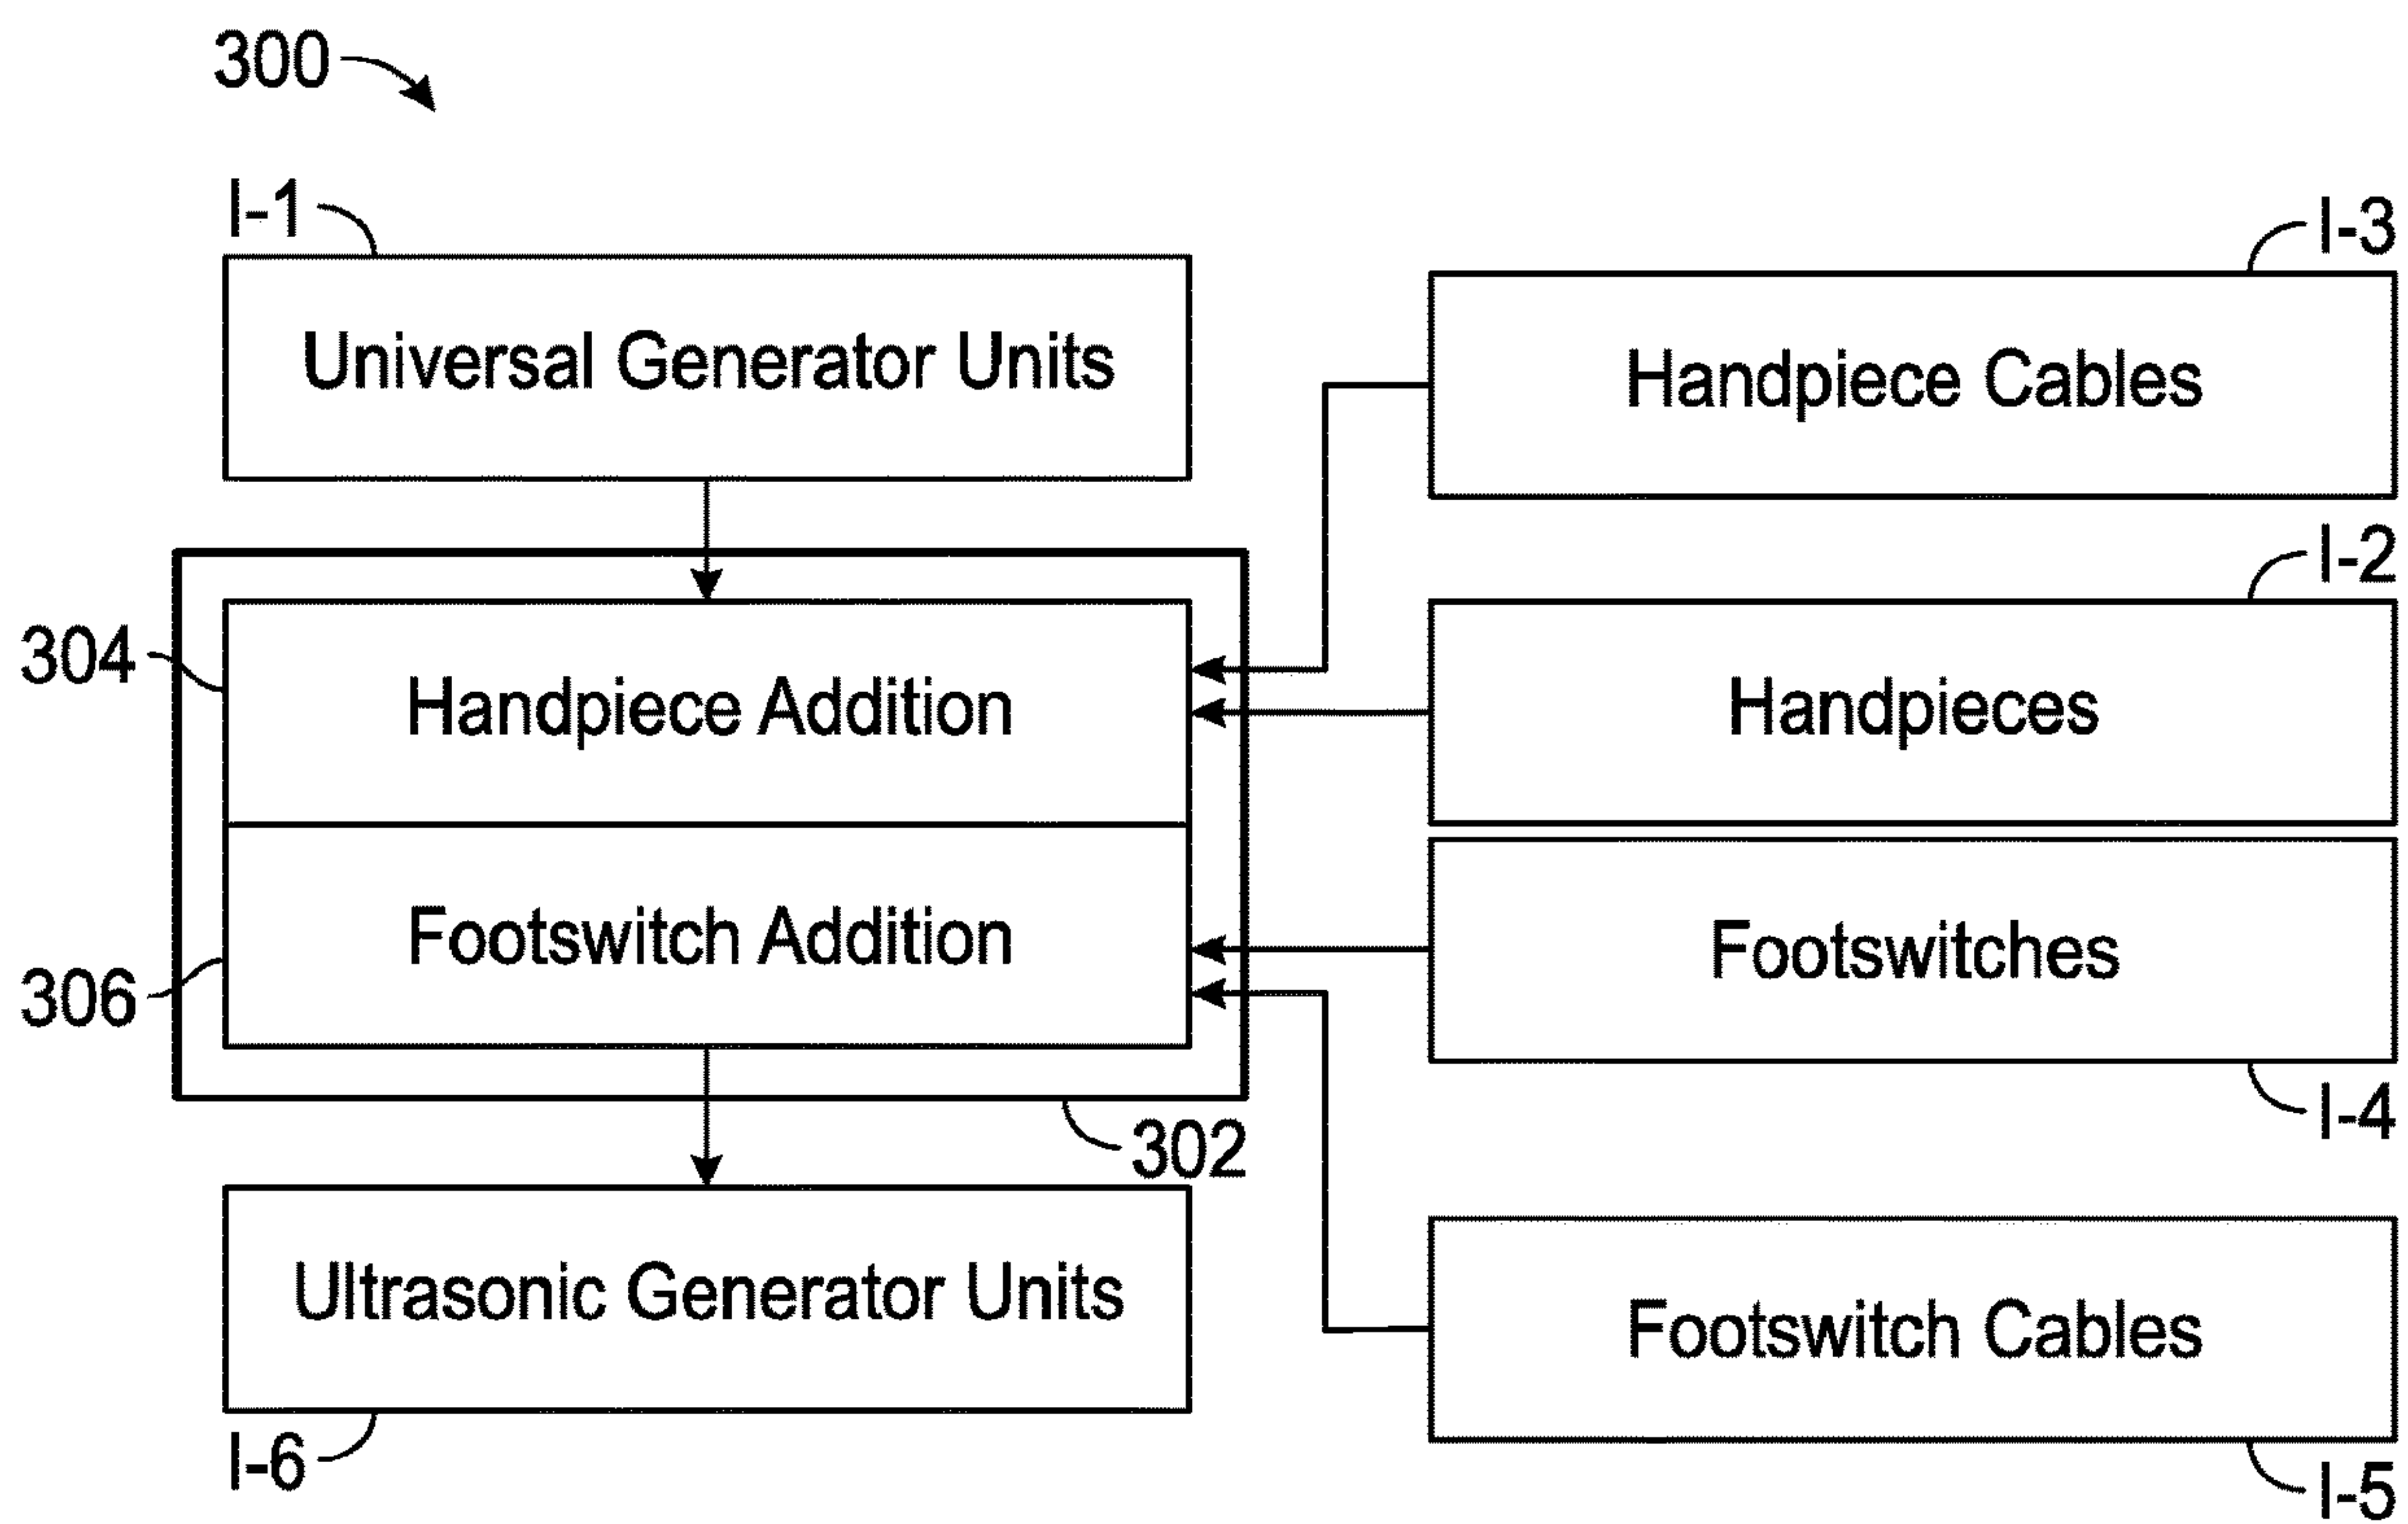 300
I-1
I-3
Universal Generator Units
Handpiece Cables
I-2
304
Handpiece Addition
Handpieces
Footswitch Addition
Footswitches
306
I-4
302
Ultrasonic Generator Units
Footswitch Cables
I-6
I-5